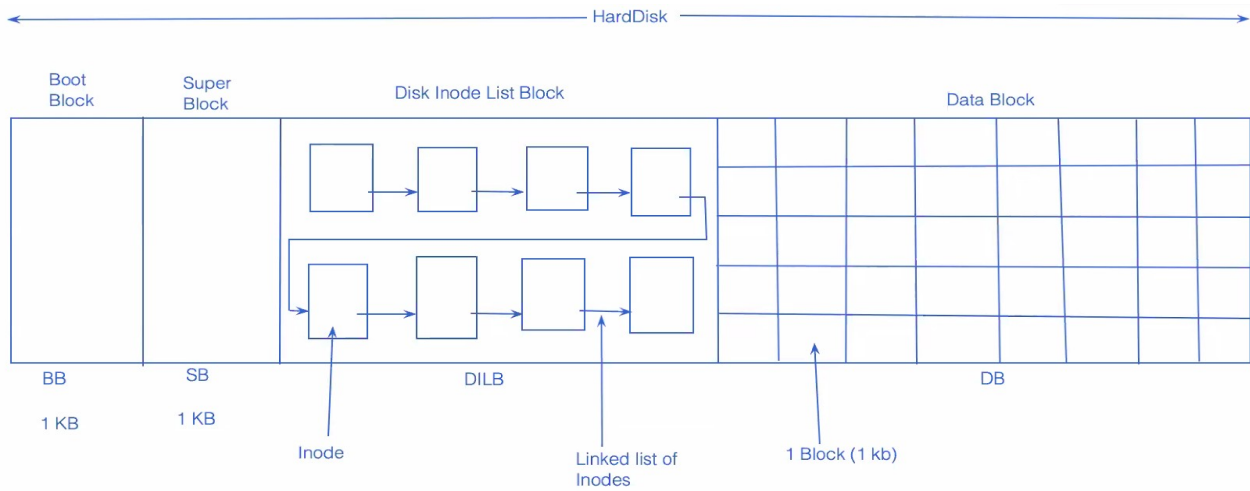 HardDisk
Boot
Block
Super
Block
Disk Inode List Block
Data Block
BB
SB
DILB
DB
1 KB
1 KB
Inode
Linked list of
Inodes
1 Block (1 kb)